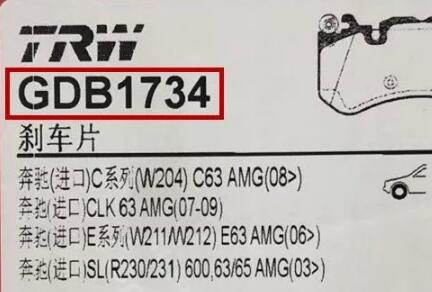 TRW
GDB1734
刹车片
奔驰(进口)C系列(W204) C63 AMG(08>)
奔驰(进口)CLK 63 AMG(07-09)
奔驰(进口)E系列(W211/W212) E63 AMG(06>)
奔驰(进口)SL(R230/231) 600,63/65 AMG(03>)